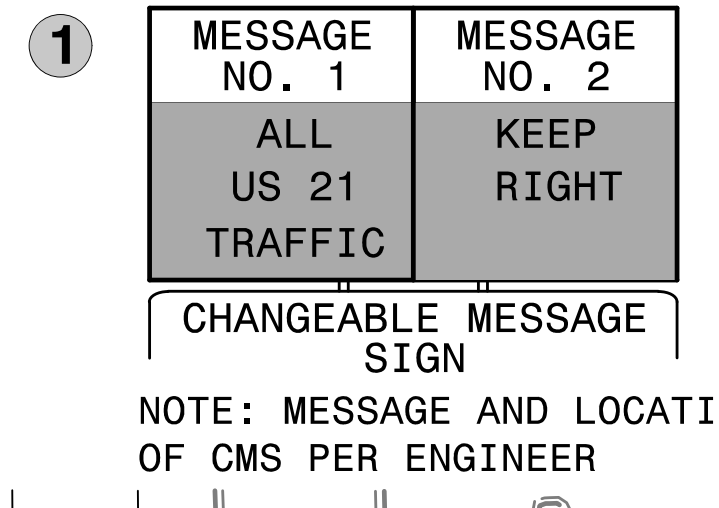 1
MESSAGE
NO. 1
MESSAGE
NO. 2
ALL
US 21
TRAFFIC
KEEP
RIGHT
CHANGEABLE MESSAGE
SIGN
NOTE: MESSAGE AND LOCATI
OF CMS PER ENGINEER